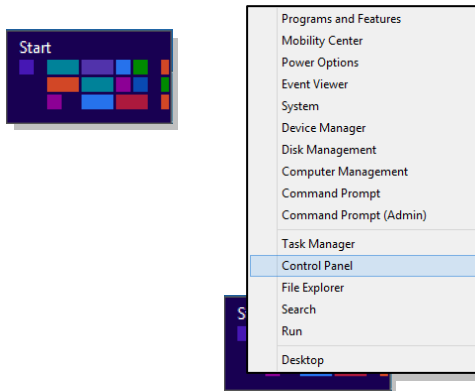 Start
Programs and Features
Mobility Center
Power Options
Event Viewer
System
Device Manager
Disk Management
Computer Management
Command Prompt
Command Prompt (Admin)
Task Manager
Control Panel
File Explorer
Search
Run
Desktop